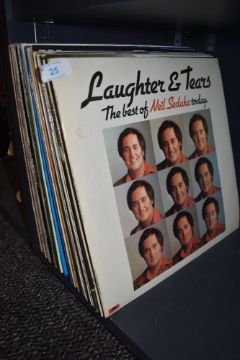 25
Laughter & Tears
The best of Neil Sedaka today.